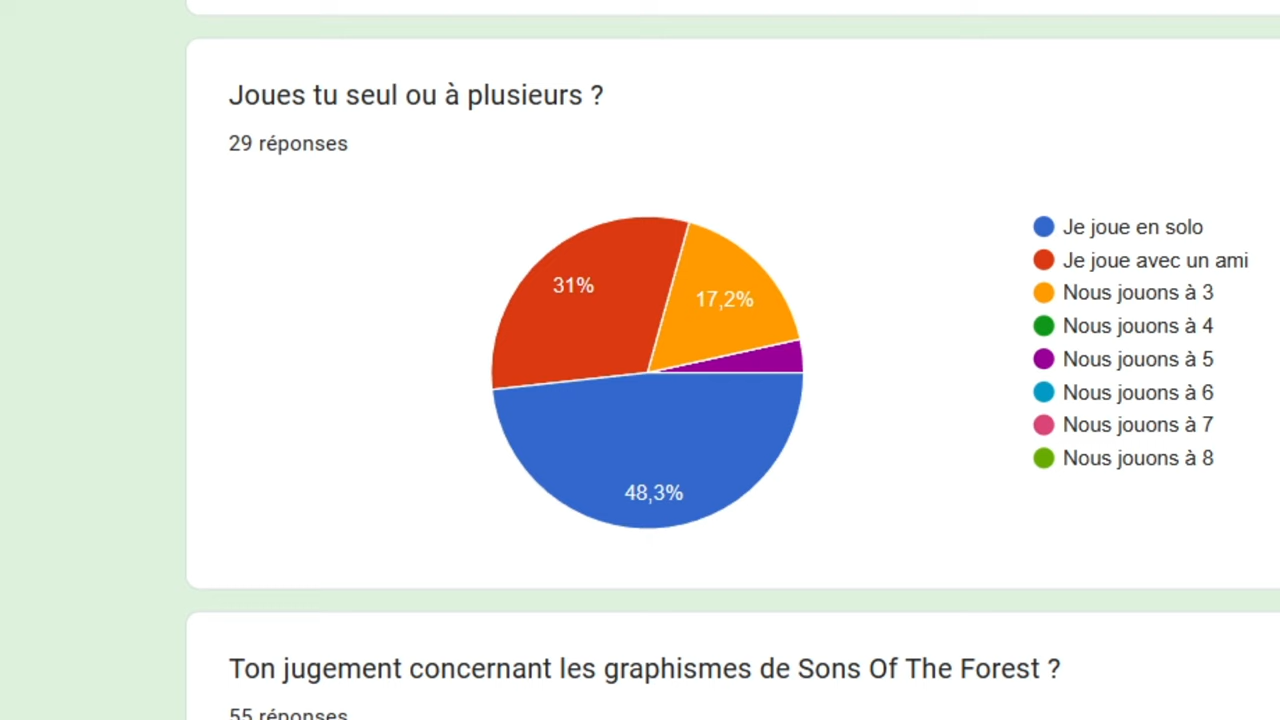 Joues tu seul ou à plusieurs ?
29 réponses
31%
17,2%
48,3%
Je joue en solo
Je joue avec un ami
Nous jouons à 3
Nous jouons à 4
Nous jouons à 5
Nous jouons à 6
Nous jouons à 7
Nous jouons à 8
Ton jugement concernant les graphismes de Sons Of The Forest ?
55 réponses